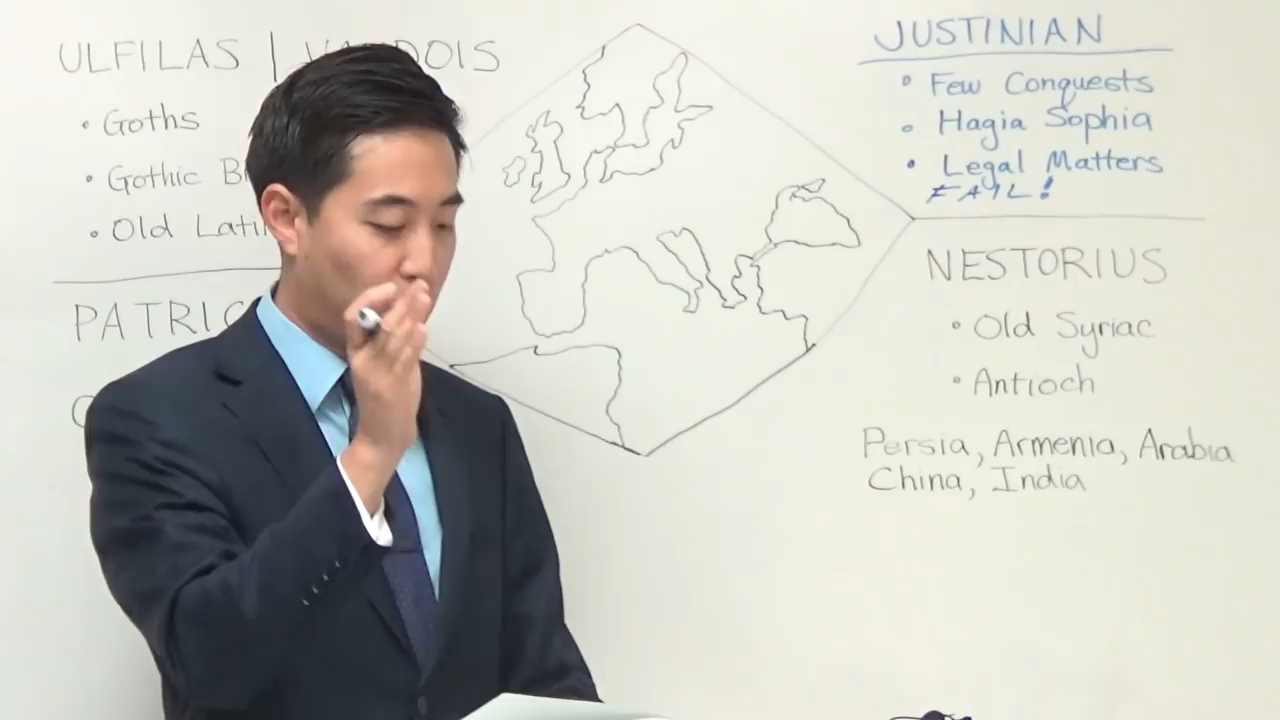 ULFILAS |
• Goths
• Gothic
• Old
PATRIC
JUSTINIAN
• Few Conquests
• Hagia Sophia
• Legal Matters
FAIL!
NESTORIUS
• Old Syriac
• Antioch
Persia, Armenia, Arabia
China, India